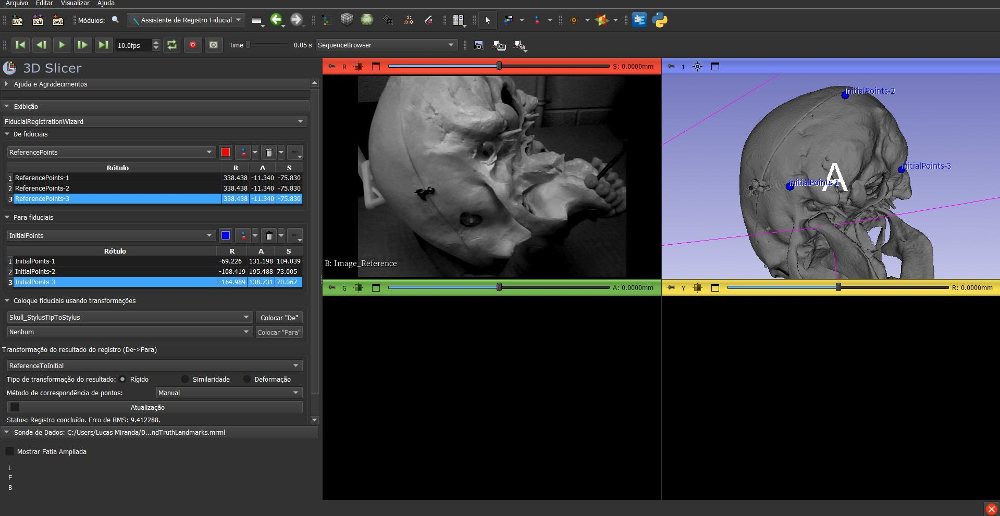 Arquivo Editar Visualizar Ajuda
DATA DCM SAVE Módulos: Assistente de Registro Fiducial
10.0fps time 0.05 s SequenceBrowser
3D Slicer
Ajuda e Agradecimentos
Exibição
FiducialRegistrationWizard
De fiduciais
ReferencePoints
Rótulo R A S
1 ReferencePoints-1 338.438 -11.340 -75.830
2 ReferencePoints-2 338.438 -11.340 -75.830
3 ReferencePoints-3 338.438 -11.340 -75.830
Para fiduciais
InitialPoints
Rótulo R A S
1 InitialPoints-1 -69.226 131.198 104.039
2 InitialPoints-2 -108.419 195.488 73.005
3 InitialPoints-3 -164.989 138.731 70.067
Coloque fiduciais usando transformações
Skull_StylusTipToStylus Colocar "De"
Nenhum Colocar "Para"
Transformação do resultado do registro (De->Para)
ReferenceToInitial
Tipo de transformação do resultado: Rígido Similaridade Deformação
Método de correspondência de pontos: Manual
Atualização
Status: Registro concluído. Erro de RMS: 9.412288.
Sonda de Dados: C:/Users/Lucas Miranda/D...ndTruthLandmarks.mrml
Mostrar Fatia Ampliada
L
F
B
R S: 0.0000mm
B: Image_Reference
1
InitialPoints-2
InitialPoints-3
InitialPoints-1
A
G A: 0.0000mm
Y R: 0.0000mm